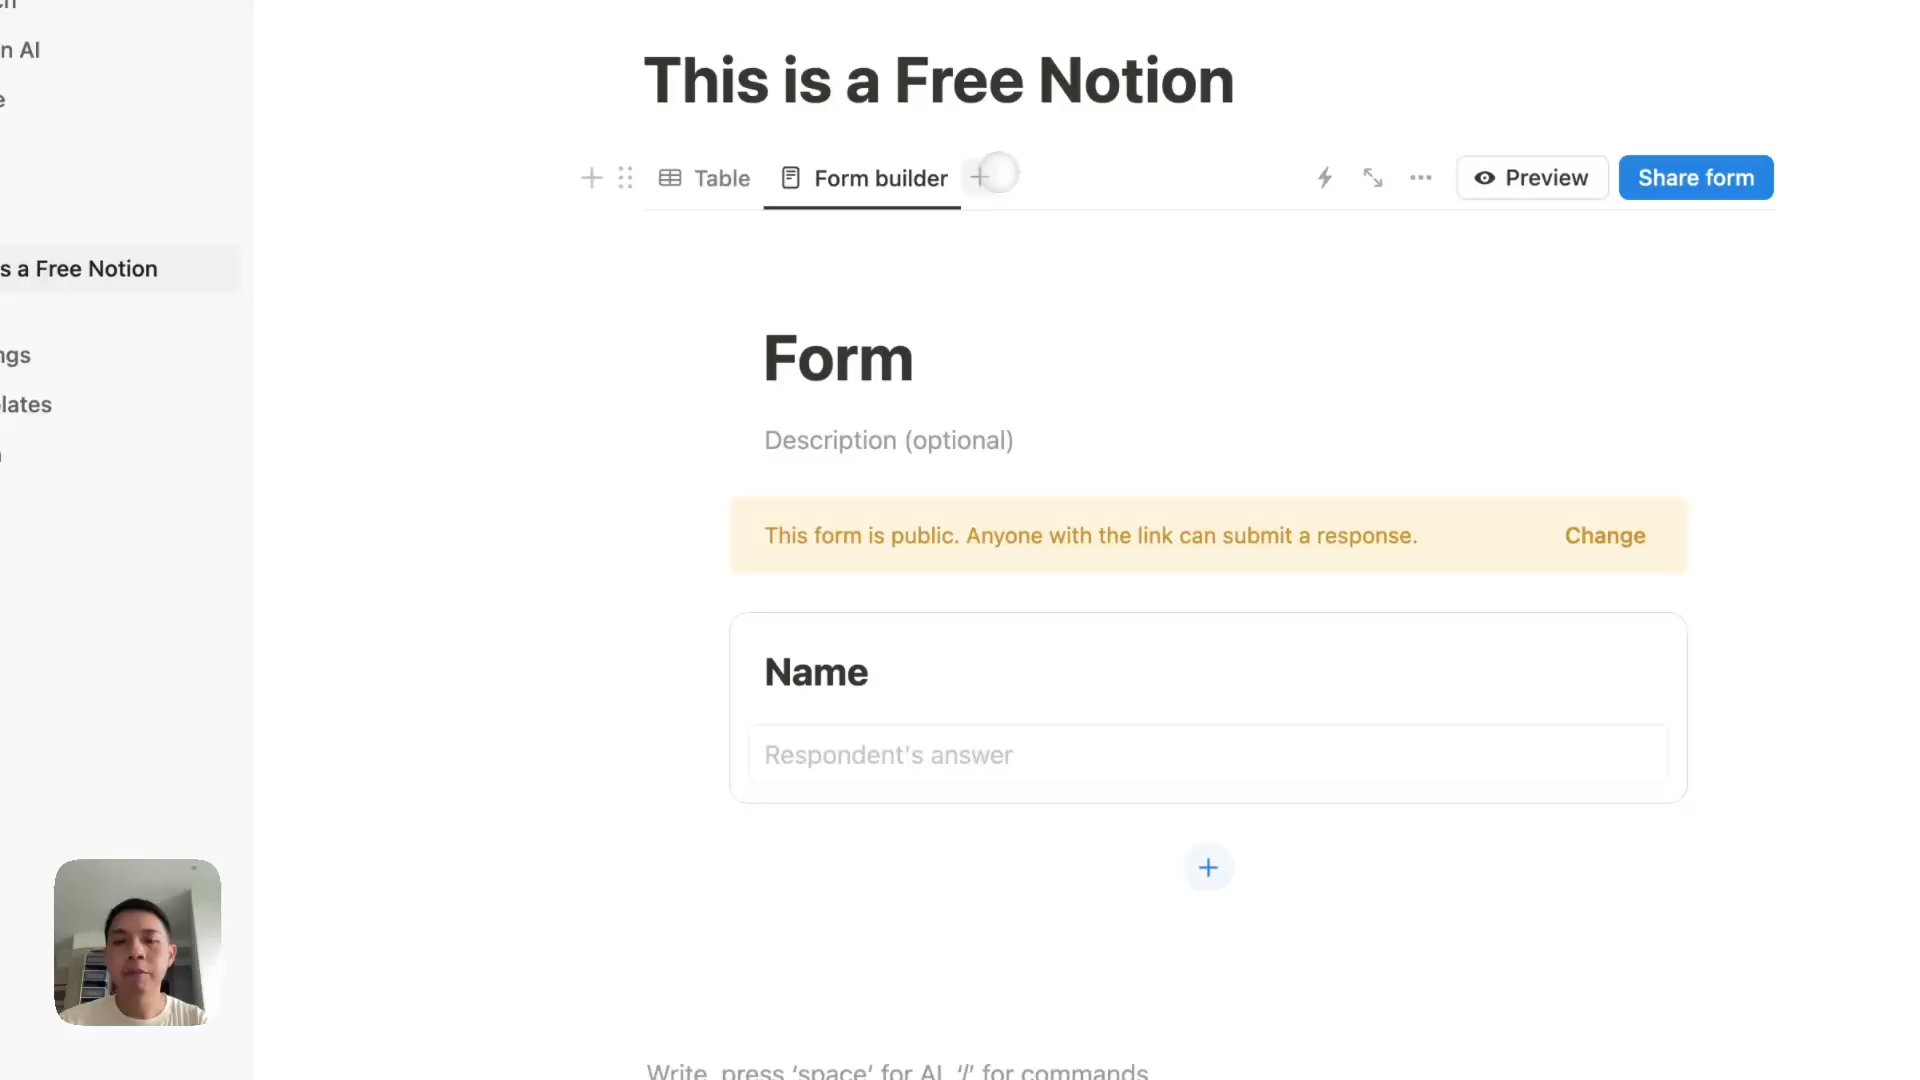 n AI
This is a Free Notion
Table
Form builder
Preview
Share form
s a Free Notion
ngs
lates
Form
Description (optional)
This form is public. Anyone with the link can submit a response.
Change
Name
Respondent's answer
Write, press ‘space’ for AI, ‘/’ for commands